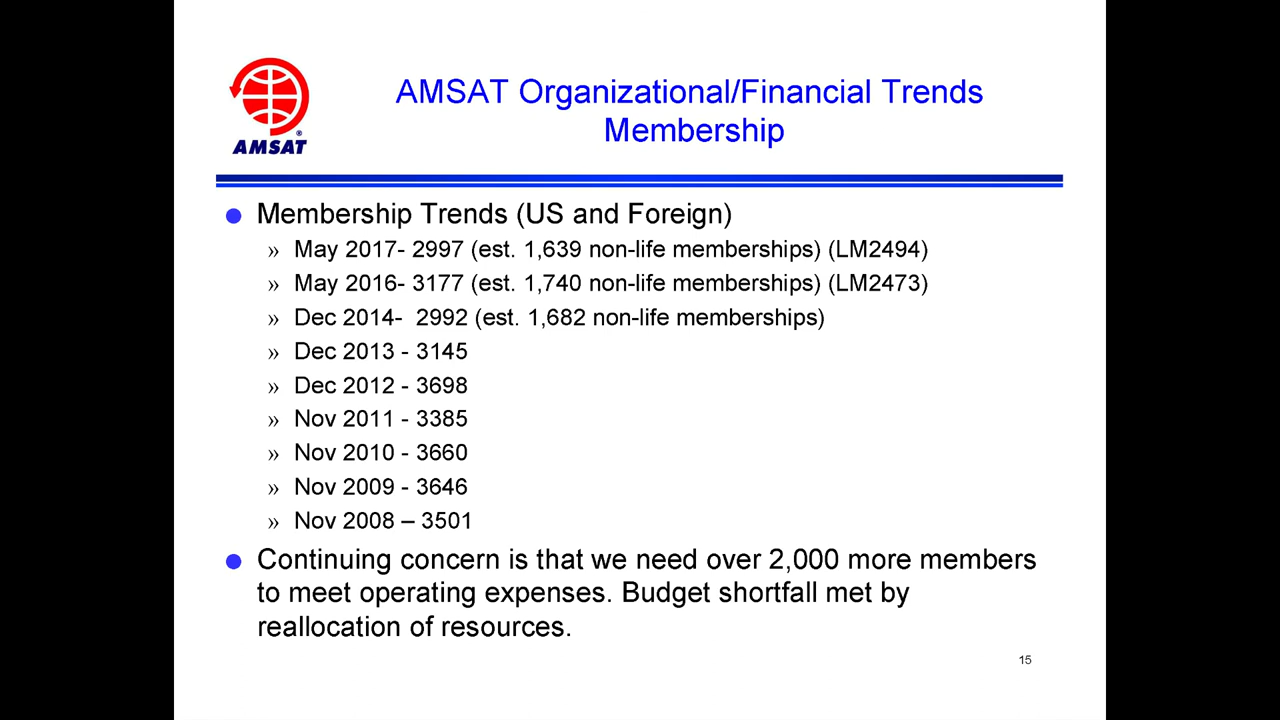 AMSAT Organizational/Financial Trends
Membership
®
AMSAT
● Membership Trends (US and Foreign)
» May 2017- 2997 (est. 1,639 non-life memberships) (LM2494)
» May 2016- 3177 (est. 1,740 non-life memberships) (LM2473)
» Dec 2014-  2992 (est. 1,682 non-life memberships)
» Dec 2013 - 3145
» Dec 2012 - 3698
» Nov 2011 - 3385
» Nov 2010 - 3660
» Nov 2009 - 3646
» Nov 2008 – 3501
● Continuing concern is that we need over 2,000 more members
to meet operating expenses. Budget shortfall met by
reallocation of resources.
15